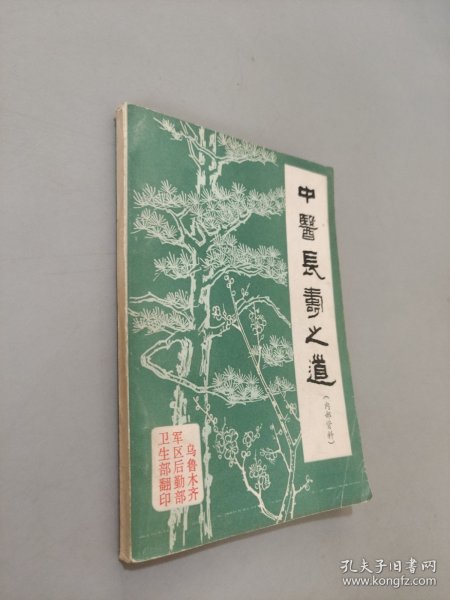 中醫長壽之道
（内部资料）
乌鲁木齐
军区后勤部
卫生部翻印
孔夫子旧书网
www.kongfz.com